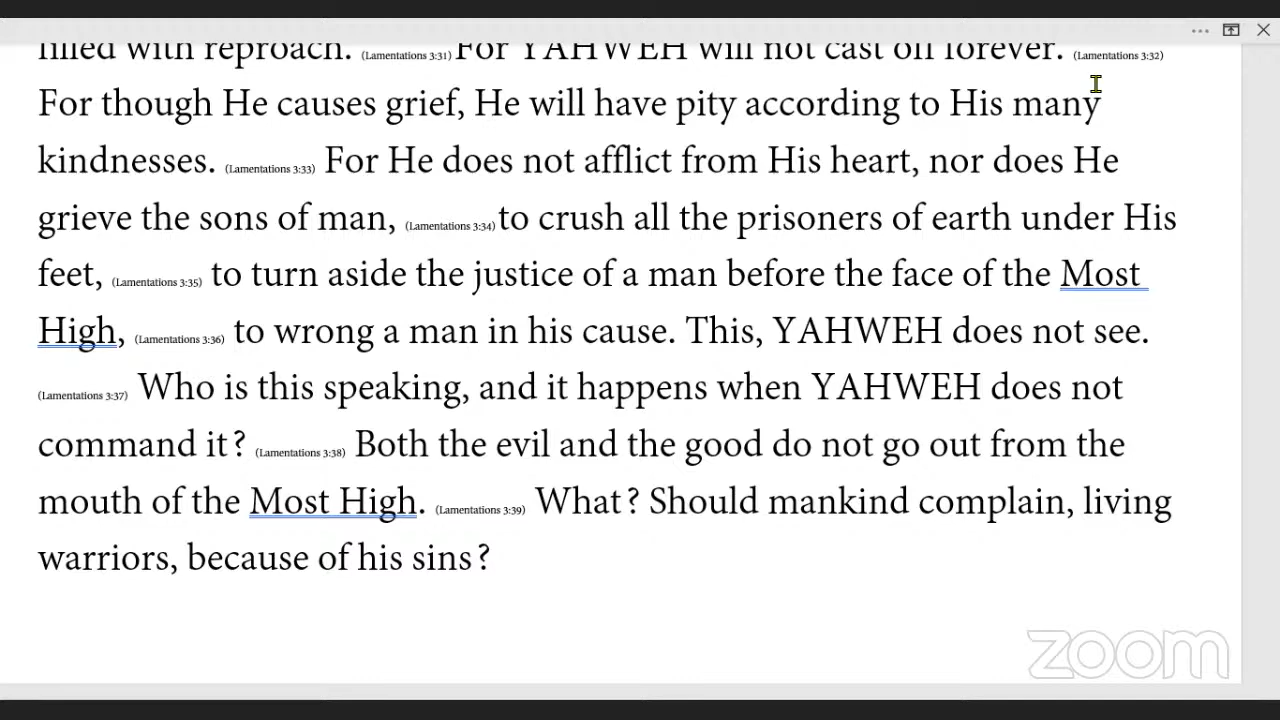 filled with reproach. (Lamentations 3:31) For YAHWEH will not cast off forever. (Lamentations 3:32)
For though He causes grief, He will have pity according to His many
kindnesses. (Lamentations 3:33) For He does not afflict from His heart, nor does He
grieve the sons of man, (Lamentations 3:34) to crush all the prisoners of earth under His
feet, (Lamentations 3:35) to turn aside the justice of a man before the face of the Most
High, (Lamentations 3:36) to wrong a man in his cause. This, YAHWEH does not see.
(Lamentations 3:37) Who is this speaking, and it happens when YAHWEH does not
command it? (Lamentations 3:38) Both the evil and the good do not go out from the
mouth of the Most High. (Lamentations 3:39) What? Should mankind complain, living
warriors, because of his sins?
zoom